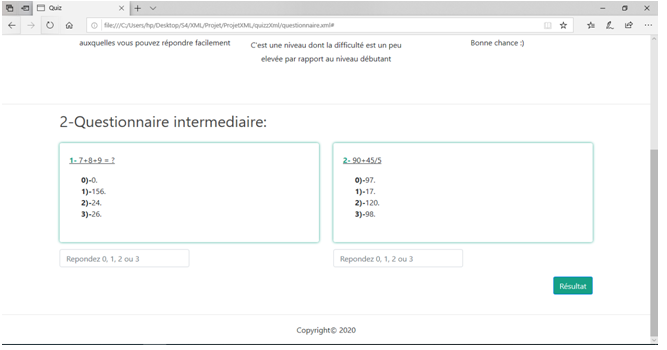 Quiz
file:///C:/Users/hp/Desktop/S4/XML/Projet/ProjetXML/quizzXml/questionnaire.xml#
auxquelles vous pouvez répondre facilement
C'est une niveau dont la difficulté est un peu
elevée par rapport au niveau débutant
Bonne chance :)
2-Questionnaire intermediaire:
1- 7+8+9 = ?
0)-0.
1)-156.
2)-24.
3)-26.
Repondez 0, 1, 2 ou 3
2- 90+45/5
0)-97.
1)-17.
2)-120.
3)-98.
Repondez 0, 1, 2 ou 3
Résultat
Copyright© 2020